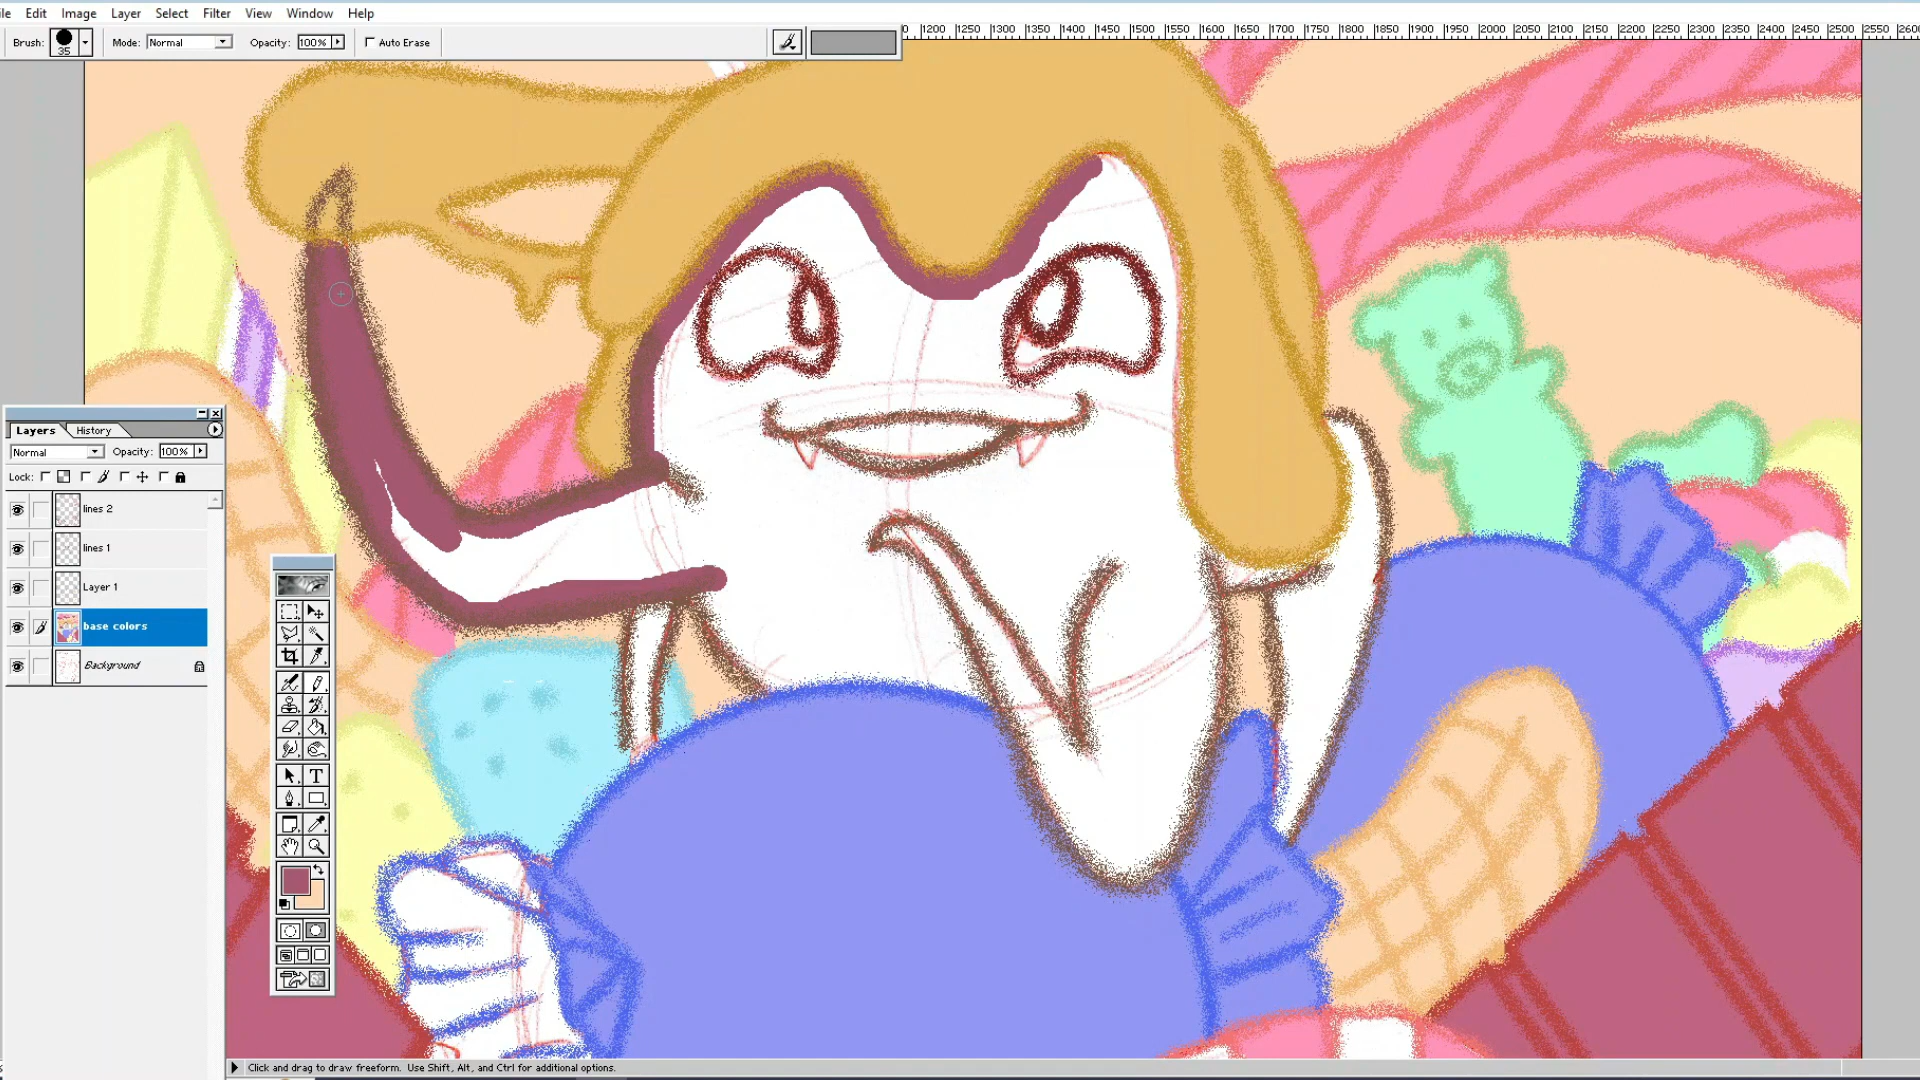 Edit Image Layer Select Filter View Window Help
Brush: 35 Mode: Normal Opacity: 100% Auto Erase
1200 1250 1300 1350 1400 1450 1500 1550 1600 1650 1700 1750 1800 1850 1900 1950 2000 2050 2100 2150 2200 2250 2300 2350 2400 2450 2500 2550
Layers History
Normal Opacity: 100%
Lock:
lines 2
lines 1
Layer 1
base colors
Background
T
Click and drag to draw freeform. Use Shift, Alt, and Ctrl for additional options.